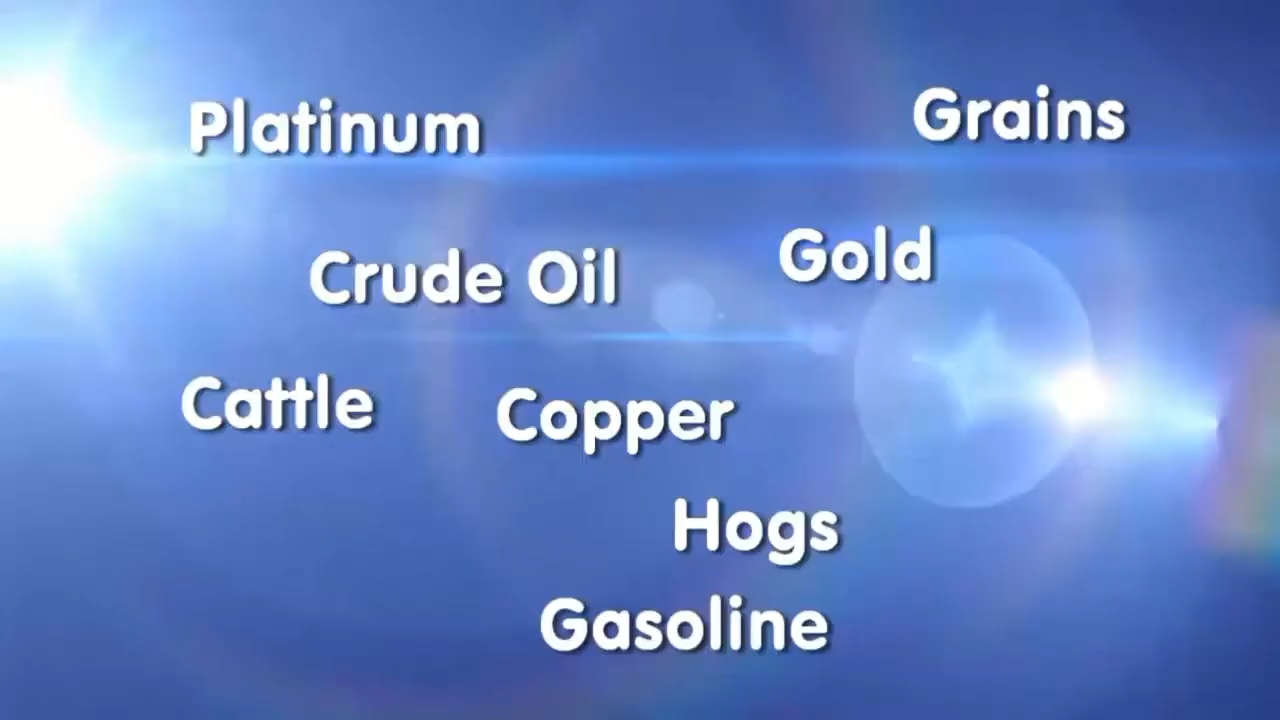 Platinum
Grains
Crude Oil
Gold
Cattle
Copper
Hogs
Gasoline